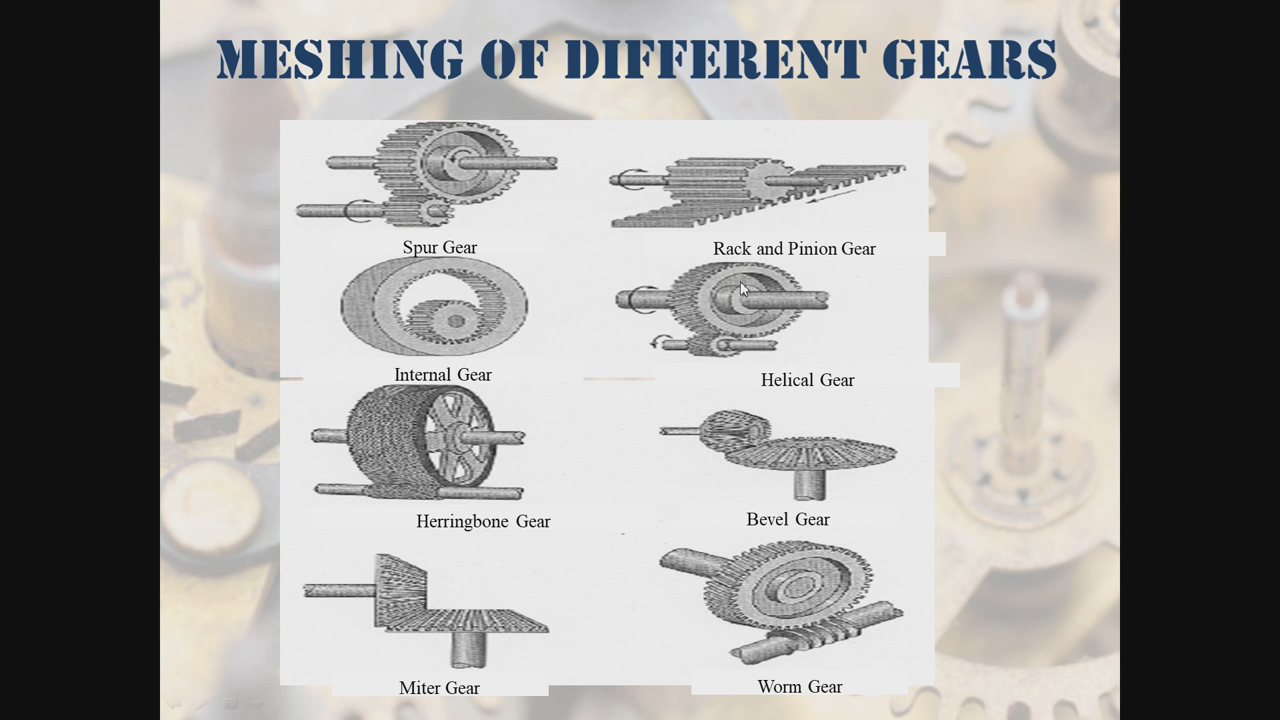 MESHING OF DIFFERENT GEARS
Spur Gear
Rack and Pinion Gear
Internal Gear
Helical Gear
Herringbone Gear
Bevel Gear
Miter Gear
Worm Gear